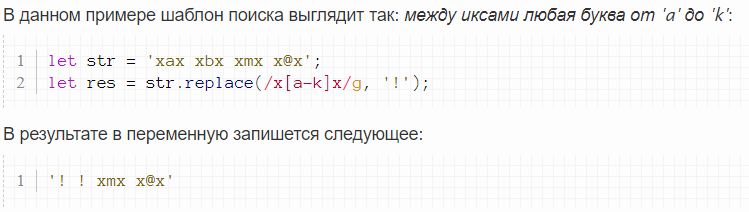 В данном примере шаблон поиска выглядит так: между иксами любая буква от 'a' до 'k':
1 let str = 'xax xbx xmx x@x';
2 let res = str.replace(/x[a-k]x/g, '!');
В результате в переменную запишется следующее:
1 '! ! xmx x@x'